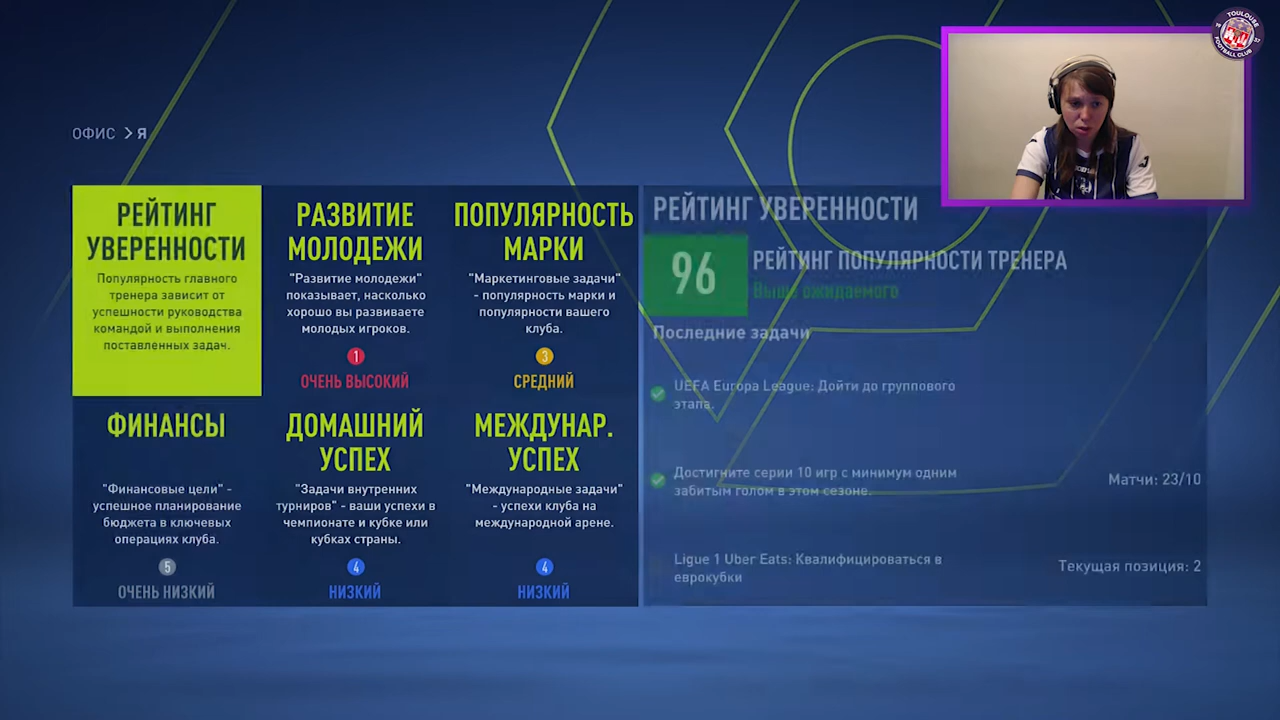 TOULOUSE
FOOTBALL CLUB
ОФИС > Я
РЕЙТИНГ
УВЕРЕННОСТИ
Популярность главного
тренера зависит от
успешности руководства
командой и выполнения
поставленных задач.
РАЗВИТИЕ
МОЛОДЕЖИ
"Развитие молодежи"
показывает, насколько
хорошо вы развиваете
молодых игроков.
1
ОЧЕНЬ ВЫСОКИЙ
ПОПУЛЯРНОСТЬ
МАРКИ
"Маркетинговые задачи"
- популярность марки и
популярности вашего
клуба.
3
СРЕДНИЙ
ФИНАНСЫ
"Финансовые цели" -
успешное планирование
бюджета в ключевых
операциях клуба.
5
ОЧЕНЬ НИЗКИЙ
ДОМАШНИЙ
УСПЕХ
"Задачи внутренних
турниров" - ваши успехи в
чемпионате и кубке или
кубках страны.
4
НИЗКИЙ
МЕЖДУНАР.
УСПЕХ
"Международные задачи"
- успехи клуба на
международной арене.
4
НИЗКИЙ
РЕЙТИНГ УВЕРЕННОСТИ
96
РЕЙТИНГ ПОПУЛЯРНОСТИ ТРЕНЕРА
Выше ожидаемого
Последние задачи
UEFA Europa League: Дойти до группового
этапа.
Достигните серии 10 игр с минимум одним
забитым голом в этом сезоне.
Матчи: 23/10
Ligue 1 Uber Eats: Квалифицироваться в
еврокубки
Текущая позиция: 2